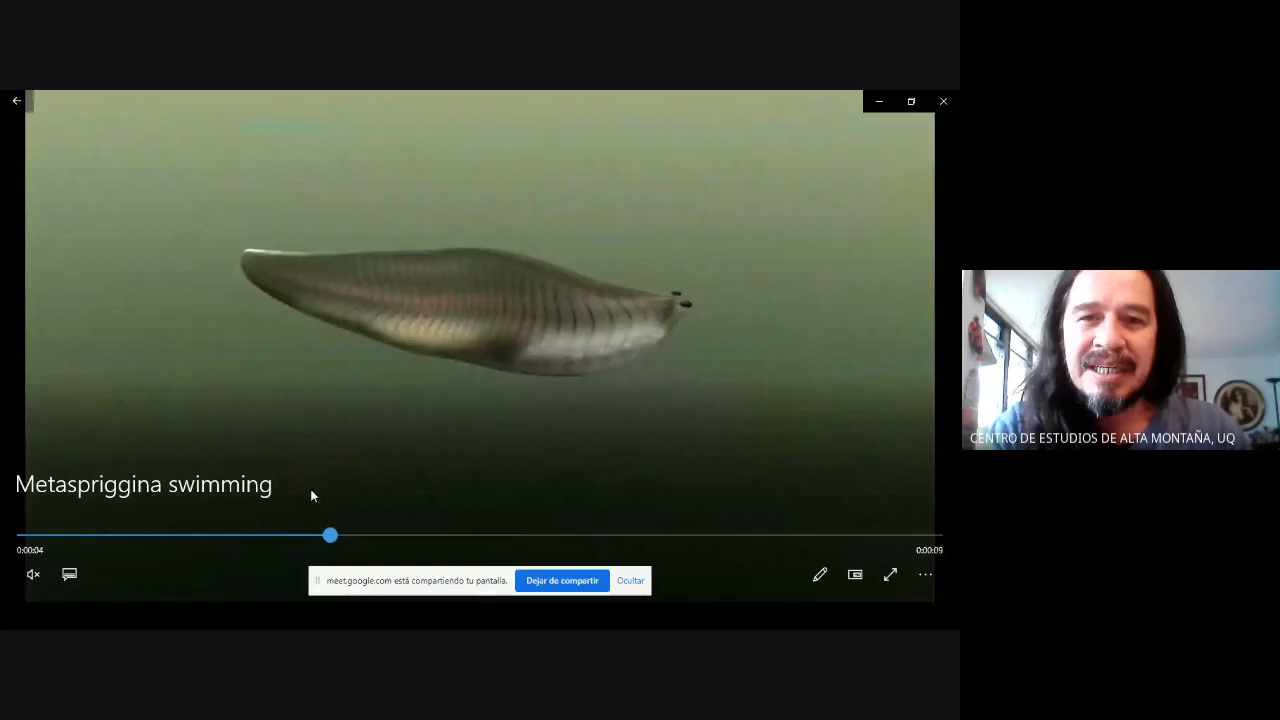 Metaspriggina swimming
0:00:04
0:00:09
meet.google.com está compartiendo tu pantalla.
Dejar de compartir
Ocultar
CENTRO DE ESTUDIOS DE ALTA MONTAÑA, UQ